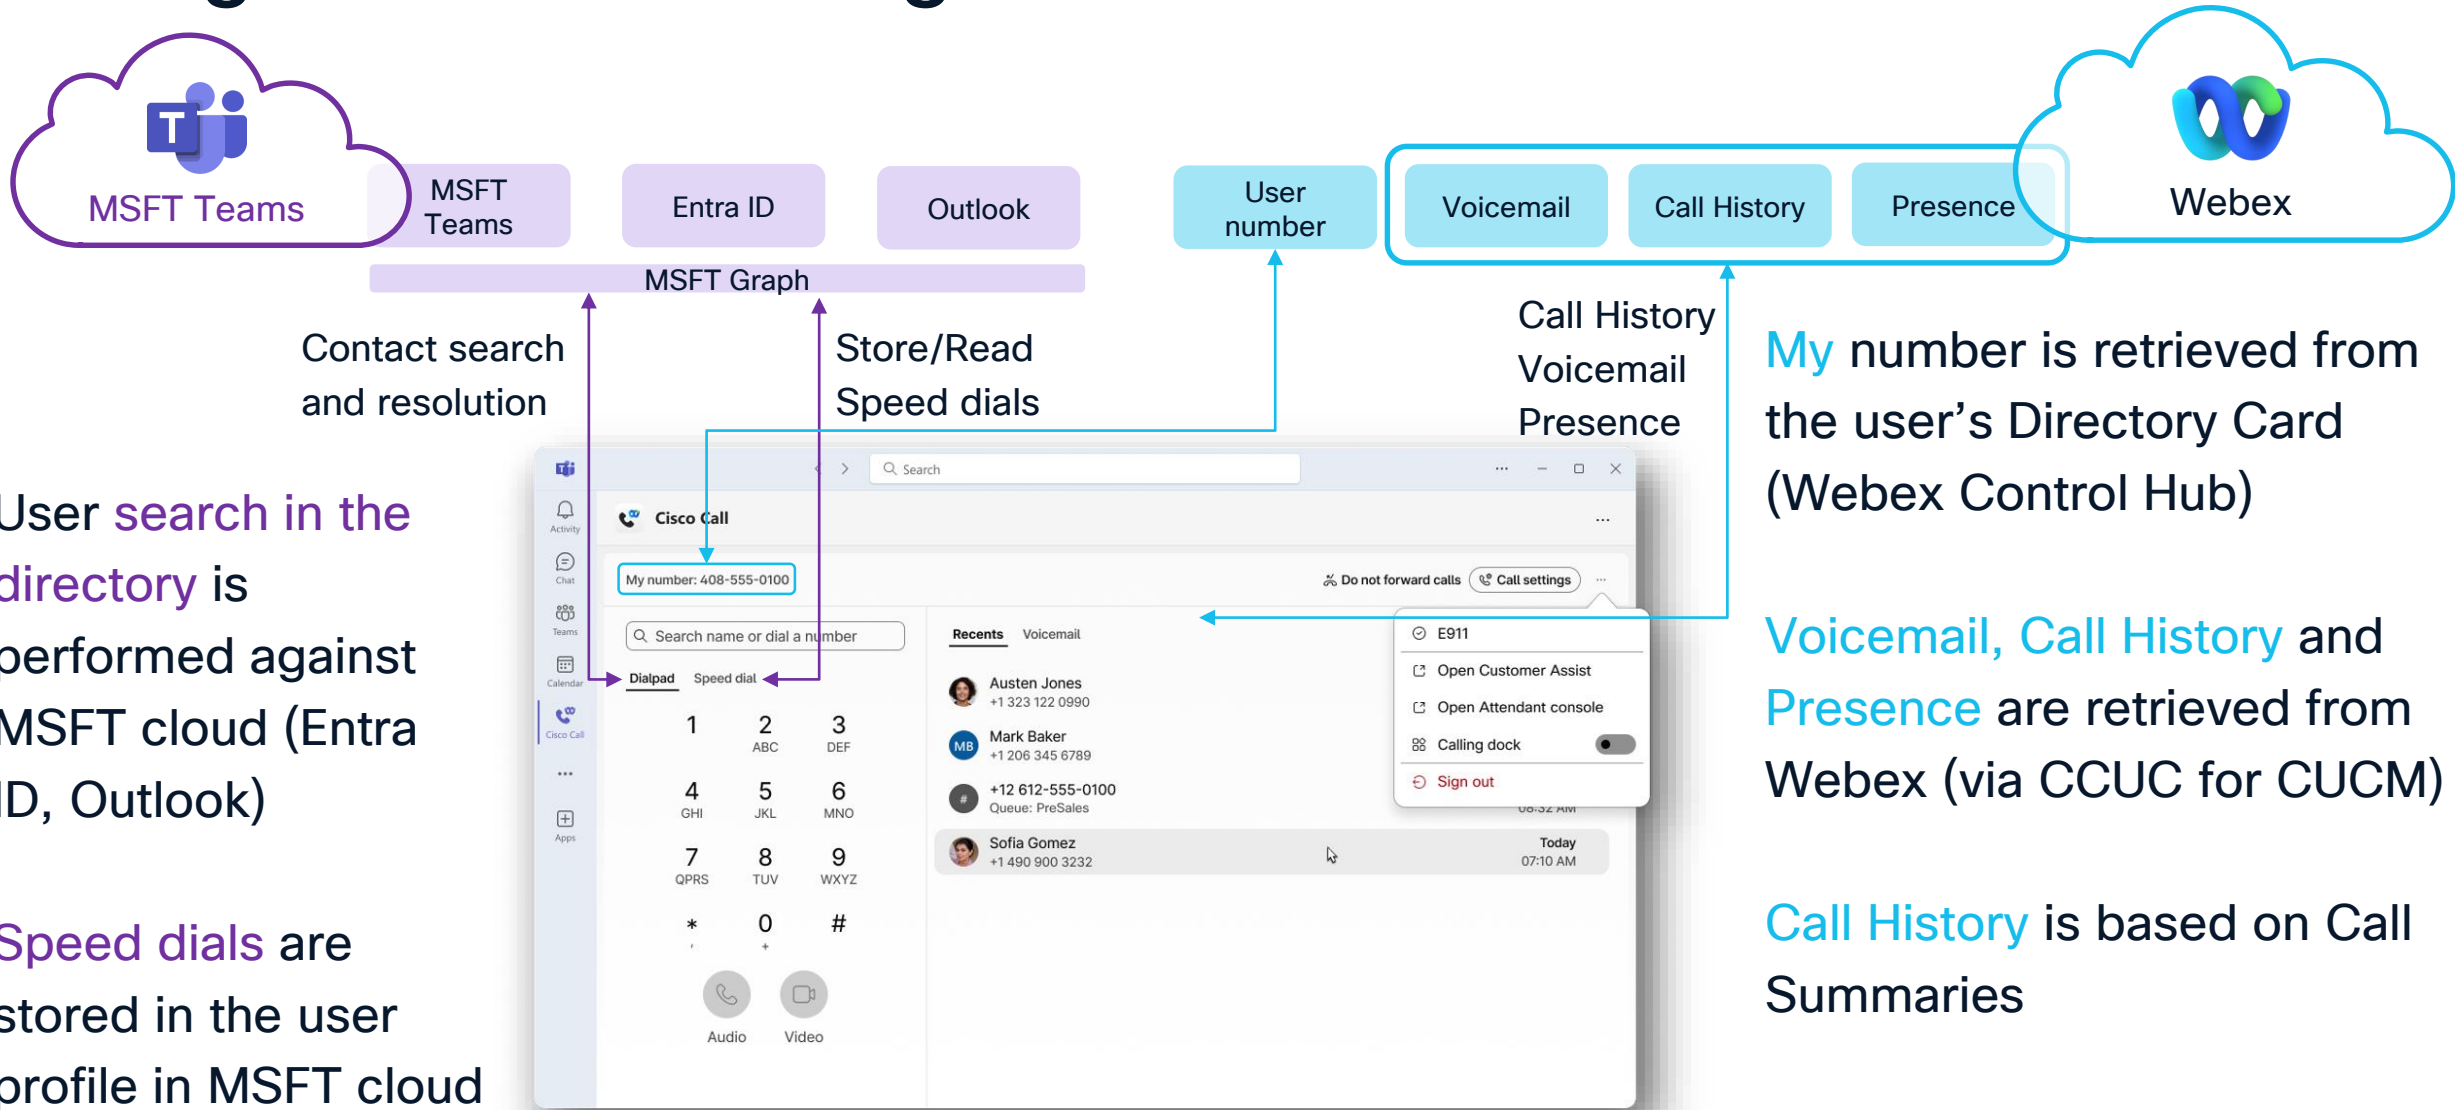 T
MSFT Teams
MSFT
Teams
Entra ID
Outlook
MSFT Graph
User
number
Voicemail
Call History
Presence
Webex
Contact search
and resolution
Store/Read
Speed dials
Call History
Voicemail
Presence
User search in the
directory is
performed against
MSFT cloud (Entra
ID, Outlook)
Speed dials are
stored in the user
profile in MSFT cloud
Search
Activity
Chat
Teams
Calendar
Cisco Call
Apps
Cisco Call
My number: 408-555-0100
Do not forward calls
Call settings
Search name or dial a number
Dialpad Speed dial
1 2 3
ABC DEF
4 5 6
GHI JKL MNO
7 8 9
QPRS TUV WXYZ
* 0 #
, +
Audio Video
Recents Voicemail
Austen Jones
+1 323 122 0990
MB
Mark Baker
+1 206 345 6789
#
+12 612-555-0100
Queue: PreSales
08:32 AM
Sofia Gomez
+1 490 900 3232
Today
07:10 AM
E911
Open Customer Assist
Open Attendant console
Calling dock
Sign out
My number is retrieved from
the user's Directory Card
(Webex Control Hub)
Voicemail, Call History and
Presence are retrieved from
Webex (via CCUC for CUCM)
Call History is based on Call
Summaries